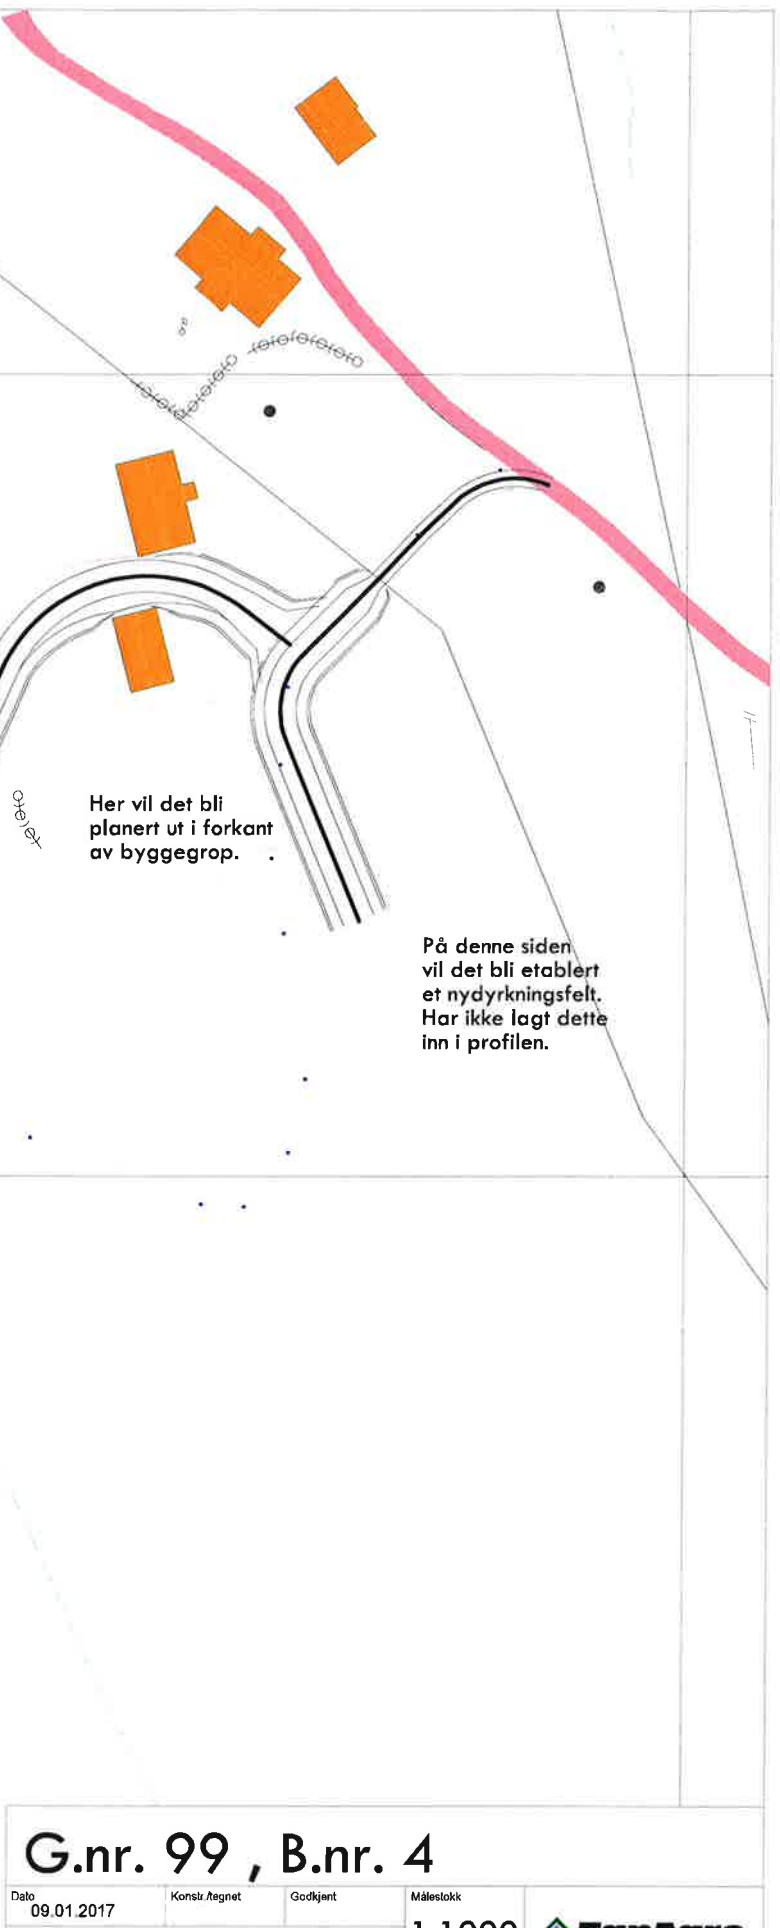 Her vil det bli
planert ut i forkant
av byggegrop.
På denne siden
vil det bli etablert
et nydyrkningsfelt.
Har ikke lagt dette
inn i profilen.
G.nr. 99 , B.nr. 4
Dato
Konstr./tegnet
Godkjent
Målestokk
09.01.2017